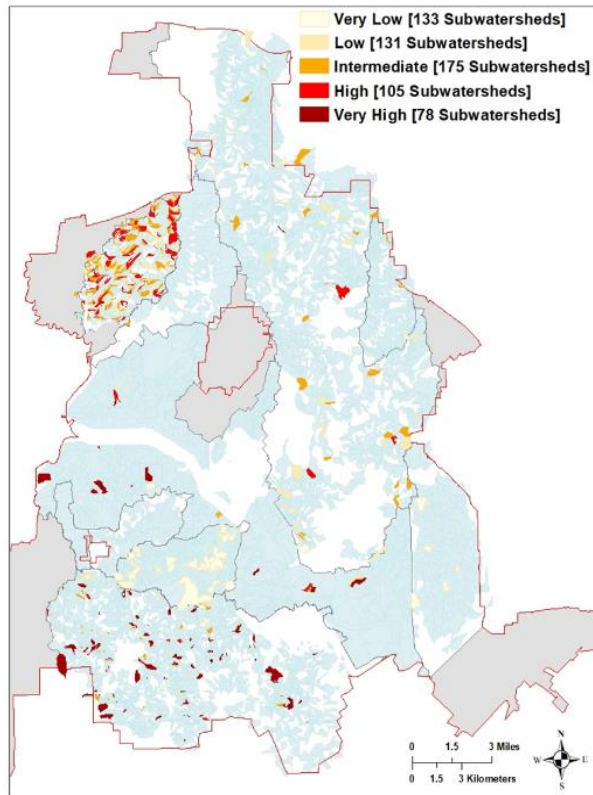 Very Low [133 Subwatersheds]
Low [131 Subwatersheds]
Intermediate [175 Subwatersheds]
High [105 Subwatersheds]
Very High [78 Subwatersheds]
0 1.5 3 Miles
0 1.5 3 Kilometers
N
W E
S